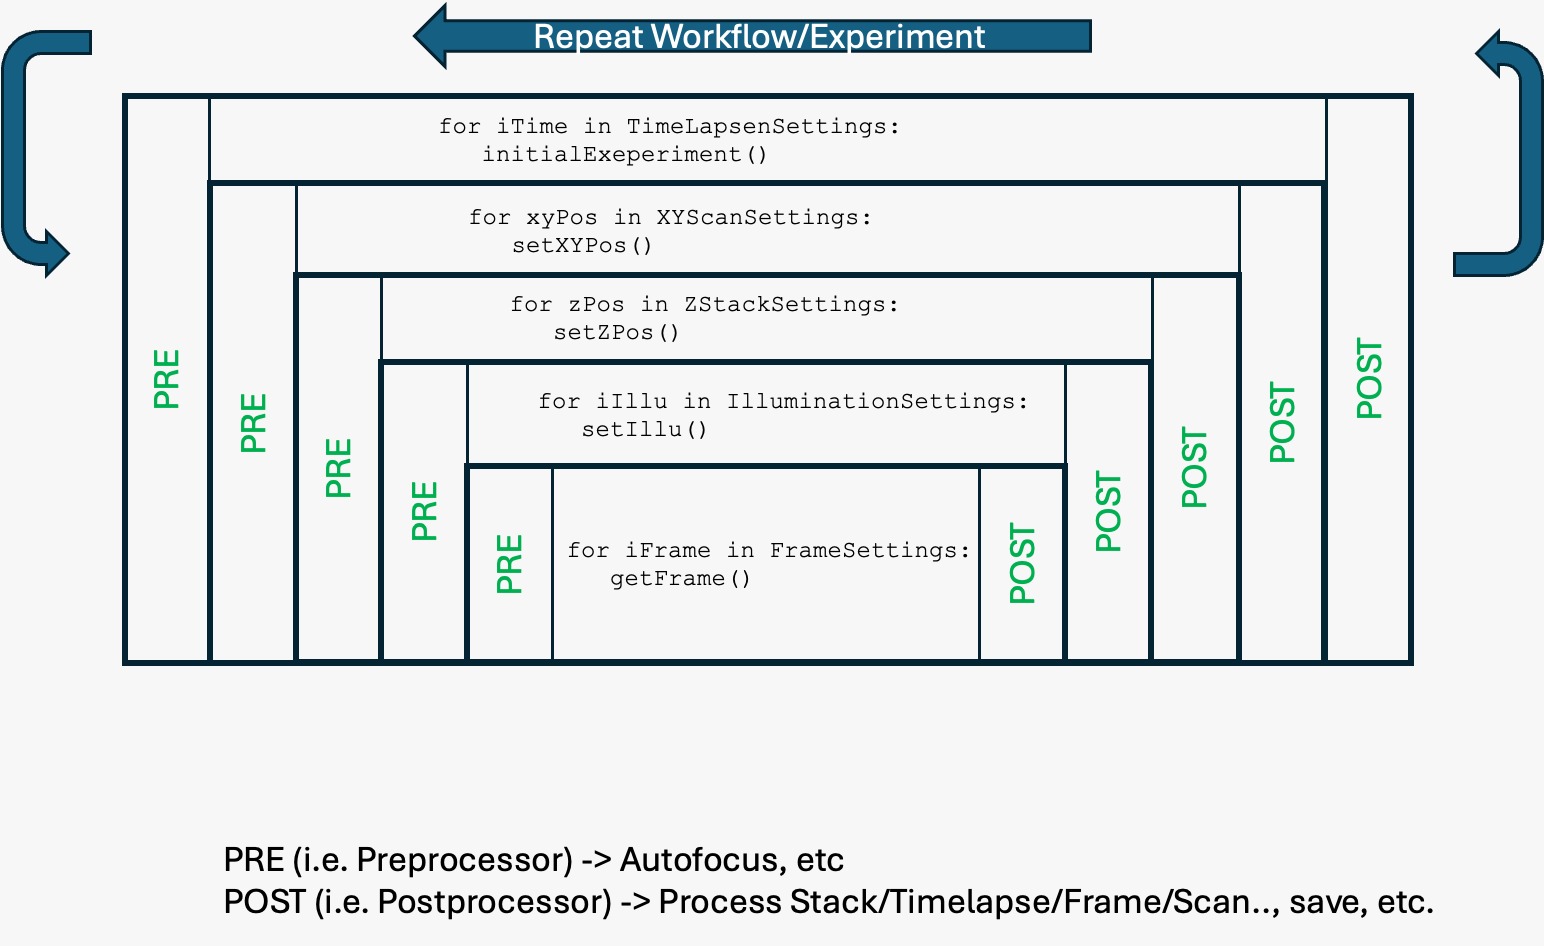 Repeat Workflow/Experiment
for iTime in TimeLapsenSettings:
initialExeperiment()
for xyPos in XYScanSettings:
setXYPos()
for zPos in ZStackSettings:
setZPos()
for iIllu in IlluminationSettings:
setIllu()
for iFrame in FrameSettings:
getFrame()
PRE
PRE
PRE
PRE
PRE
POST
POST
POST
POST
POST
PRE (i.e. Preprocessor) -> Autofocus, etc
POST (i.e. Postprocessor) -> Process Stack/Timelapse/Frame/Scan.., save, etc.